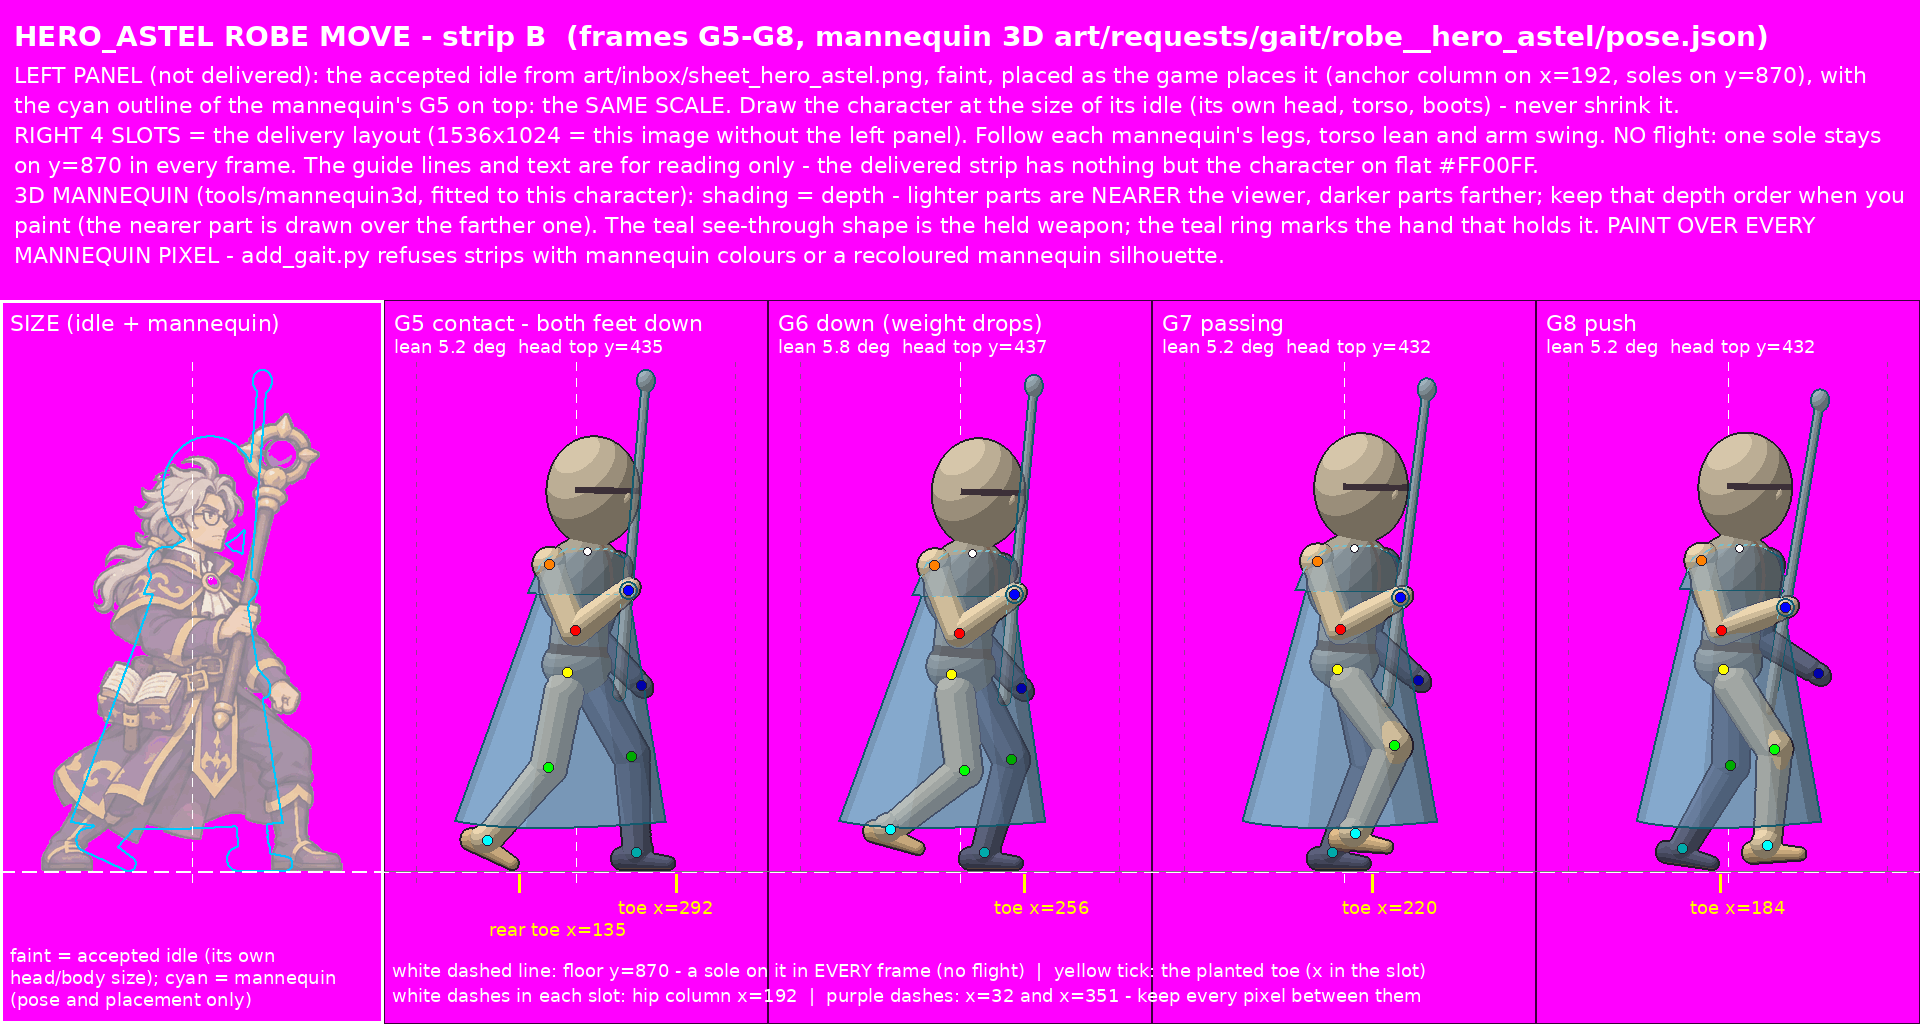 HERO_ASTEL ROBE MOVE - strip B  (frames G5-G8, mannequin 3D art/requests/gait/robe__hero_astel/pose.json)
LEFT PANEL (not delivered): the accepted idle from art/inbox/sheet_hero_astel.png, faint, placed as the game places it (anchor column on x=192, soles on y=870), with
the cyan outline of the mannequin's G5 on top: the SAME SCALE. Draw the character at the size of its idle (its own head, torso, boots) - never shrink it.
RIGHT 4 SLOTS = the delivery layout (1536x1024 = this image without the left panel). Follow each mannequin's legs, torso lean and arm swing. NO flight: one sole stays
on y=870 in every frame. The guide lines and text are for reading only - the delivered strip has nothing but the character on flat #FF00FF.
3D MANNEQUIN (tools/mannequin3d, fitted to this character): shading = depth - lighter parts are NEARER the viewer, darker parts farther; keep that depth order when you
paint (the nearer part is drawn over the farther one). The teal see-through shape is the held weapon; the teal ring marks the hand that holds it. PAINT OVER EVERY
MANNEQUIN PIXEL - add_gait.py refuses strips with mannequin colours or a recoloured mannequin silhouette.
SIZE (idle + mannequin)
G5 contact - both feet down
lean 5.2 deg  head top y=435
G6 down (weight drops)
lean 5.8 deg  head top y=437
G7 passing
lean 5.2 deg  head top y=432
G8 push
lean 5.2 deg  head top y=432
toe x=292
rear toe x=135
toe x=256
toe x=220
toe x=184
faint = accepted idle (its own
head/body size); cyan = mannequin
(pose and placement only)
white dashed line: floor y=870 - a sole on it in EVERY frame (no flight)  |  yellow tick: the planted toe (x in the slot)
white dashes in each slot: hip column x=192  |  purple dashes: x=32 and x=351 - keep every pixel between them